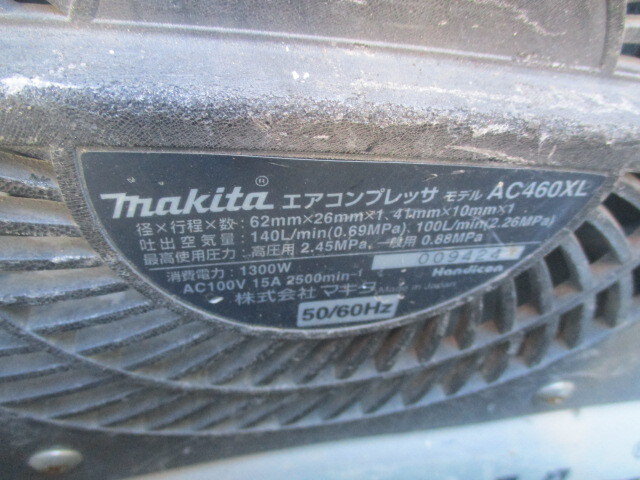 makita® エアコンプレッサ モデル AC460XL
径×行程×数: 62mm×26mm×1, 41mm×10mm×1
吐出空気量: 140L/min(0.69MPa), 100L/min(2.26MPa)
最高使用圧力: 高圧用 2.45MPa, 一般用 0.88MPa
009424
消費電力: 1300W
Handicon
AC100V 15A 2500min⁻¹
株式会社マキタ Made in Japan
50/60Hz